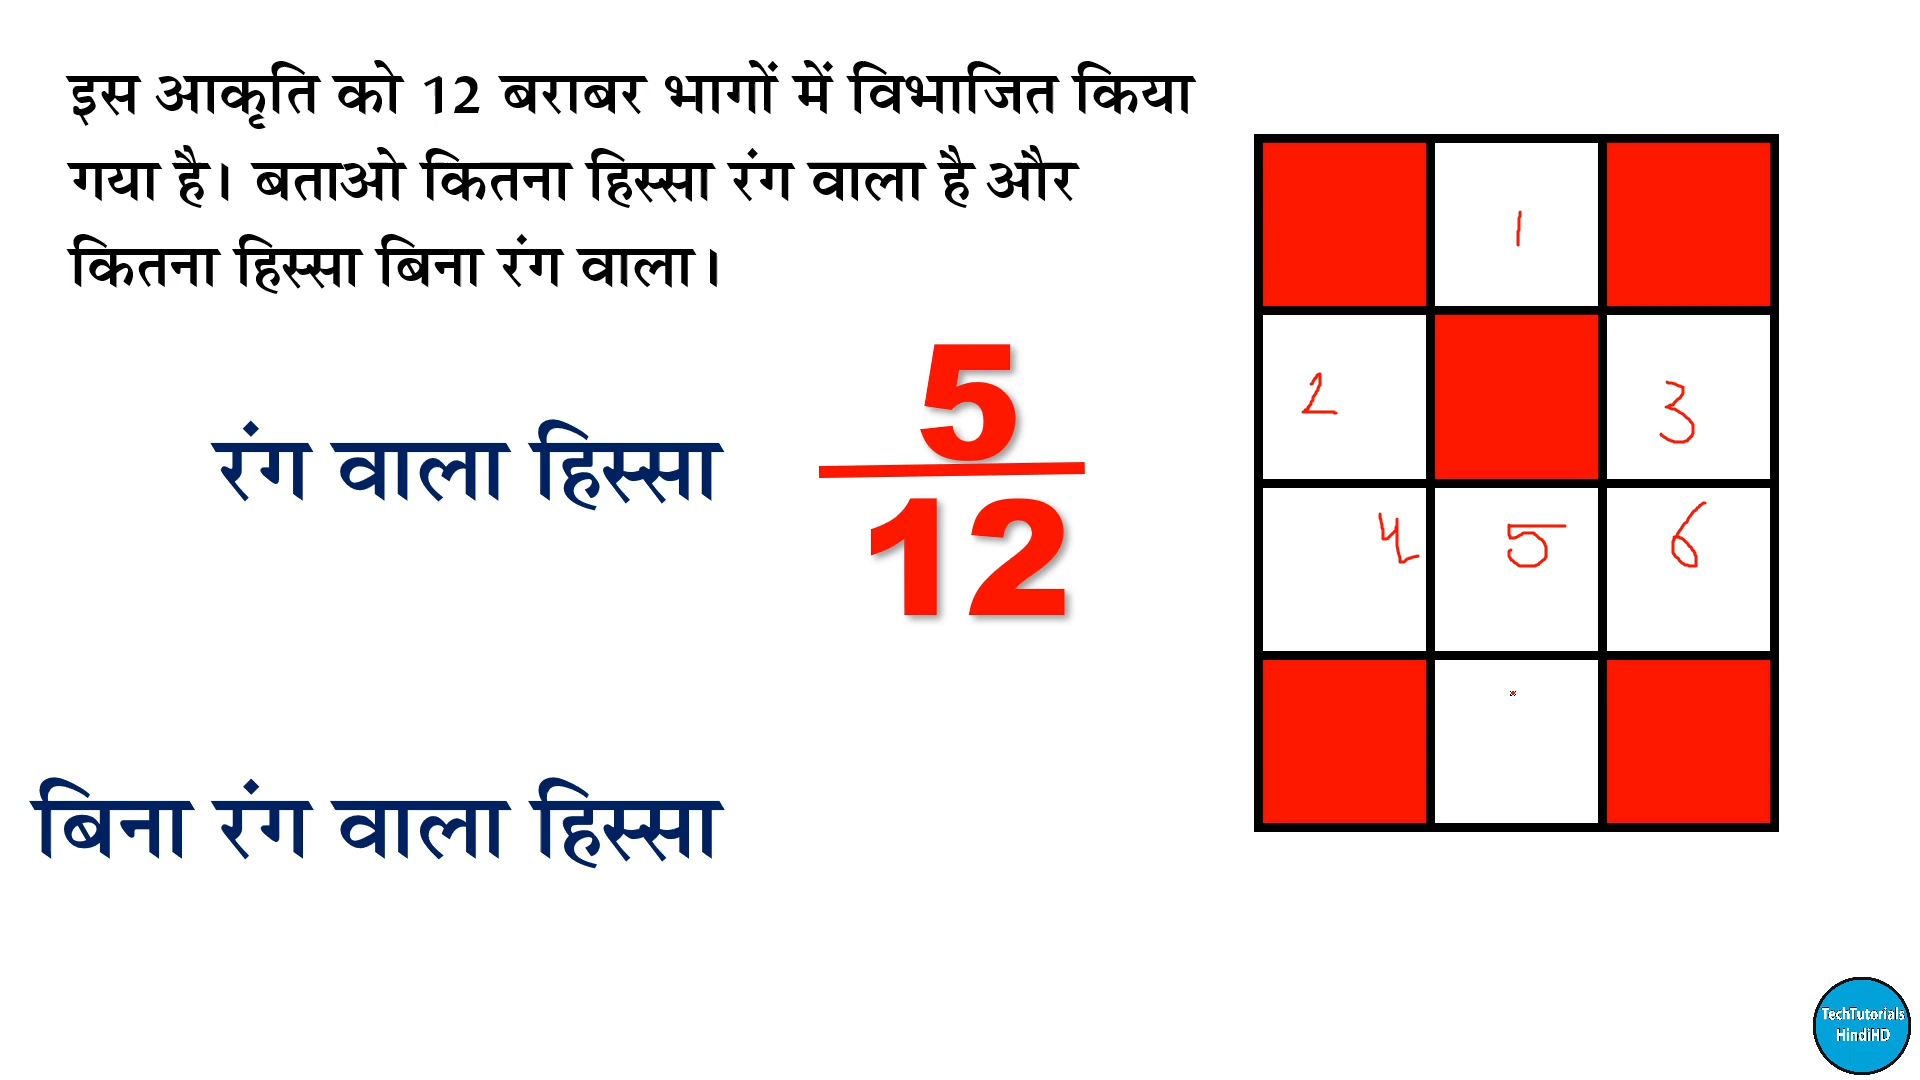 इस आकृति को 12 बराबर भागों में विभाजित किया
गया है। बताओ कितना हिस्सा रंग वाला है और
कितना हिस्सा बिना रंग वाला।
रंग वाला हिस्सा
5
12
बिना रंग वाला हिस्सा
1
2
3
4
5
6
TechTutorials
HindiHD